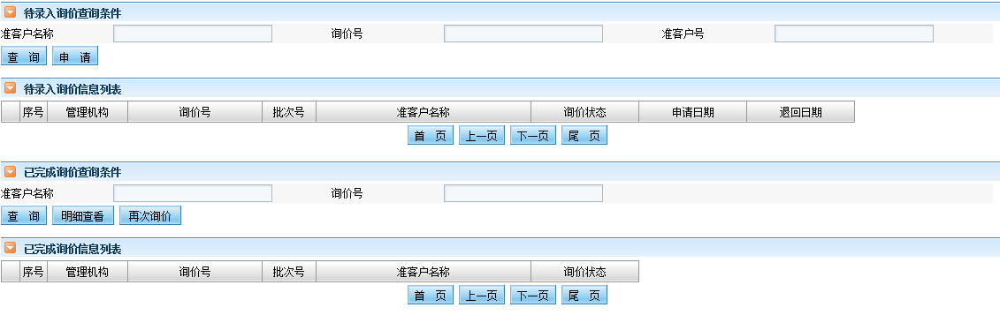 待录入询价查询条件
准客户名称 询价号 准客户号
查 询 申 请
待录入询价信息列表
序号 管理机构 询价号 批次号 准客户名称 询价状态 申请日期 退回日期
首 页 上一页 下一页 尾 页
已完成询价查询条件
准客户名称 询价号
查 询 明细查看 再次询价
已完成询价信息列表
序号 管理机构 询价号 批次号 准客户名称 询价状态
首 页 上一页 下一页 尾 页